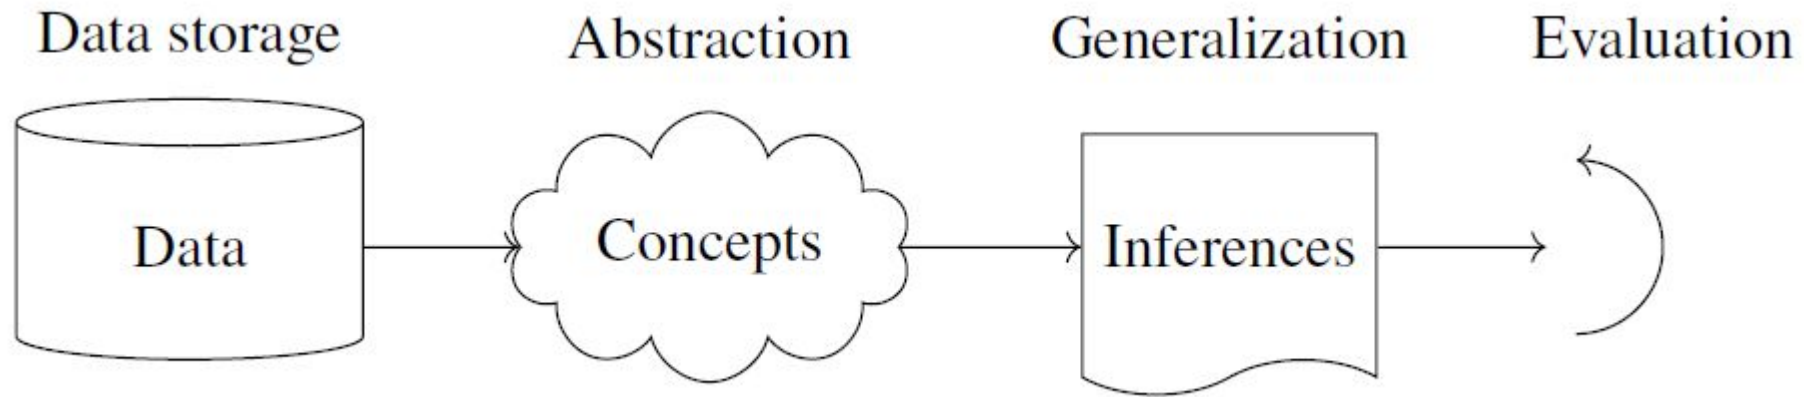 Data storage
Abstraction
Generalization
Evaluation
Data
Concepts
Inferences